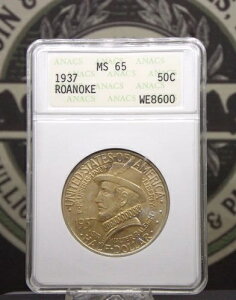 ANACS
MS 65
1937 50C
ROANOKE
WE8600
UNITED STATES OF AMERICA
1937
HALF DOLLAR